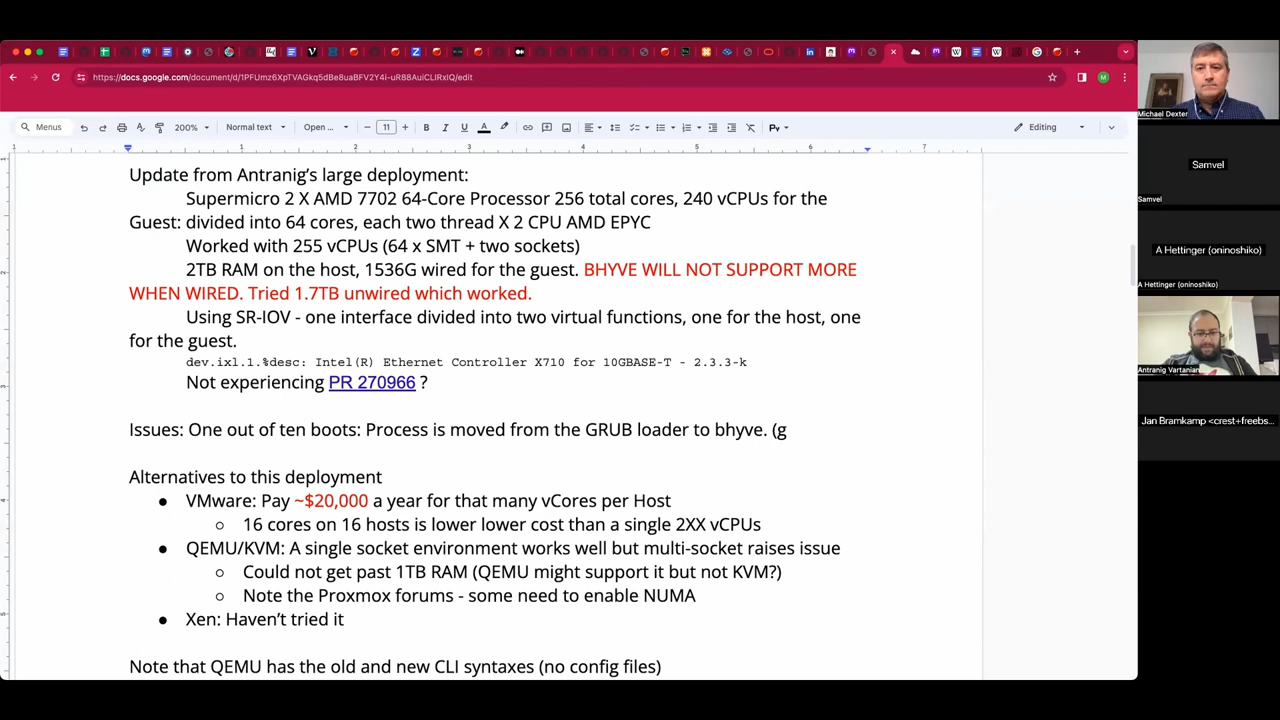 https://docs.google.com/document/d/1PFUmz6XpTVAGkq5dBe8uaBFV2Y4i-uR88AuiCLIRxIQ/edit
Menus
200%
Normal text
Open ...
11
Editing
1 1 2 3 4 5 6 7
Update from Antranig's large deployment:
Supermicro 2 X AMD 7702 64-Core Processor 256 total cores, 240 vCPUs for the
Guest: divided into 64 cores, each two thread X 2 CPU AMD EPYC
Worked with 255 vCPUs (64 x SMT + two sockets)
2TB RAM on the host, 1536G wired for the guest. BHYVE WILL NOT SUPPORT MORE
WHEN WIRED. Tried 1.7TB unwired which worked.
Using SR-IOV - one interface divided into two virtual functions, one for the host, one
for the guest.
dev.ixl.1.%desc: Intel(R) Ethernet Controller X710 for 10GBASE-T - 2.3.3-k
Not experiencing PR 270966 ?
Issues: One out of ten boots: Process is moved from the GRUB loader to bhyve. (g
Alternatives to this deployment
● VMware: Pay ~$20,000 a year for that many vCores per Host
○ 16 cores on 16 hosts is lower lower cost than a single 2XX vCPUs
● QEMU/KVM: A single socket environment works well but multi-socket raises issue
○ Could not get past 1TB RAM (QEMU might support it but not KVM?)
○ Note the Proxmox forums - some need to enable NUMA
● Xen: Haven't tried it
Note that QEMU has the old and new CLI syntaxes (no config files)
Michael Dexter
Samvel
Samvel
A Hettinger (oninoshiko)
A Hettinger (oninoshiko)
Antranig Vartanian
Jan Bramkamp <crest+freebs...